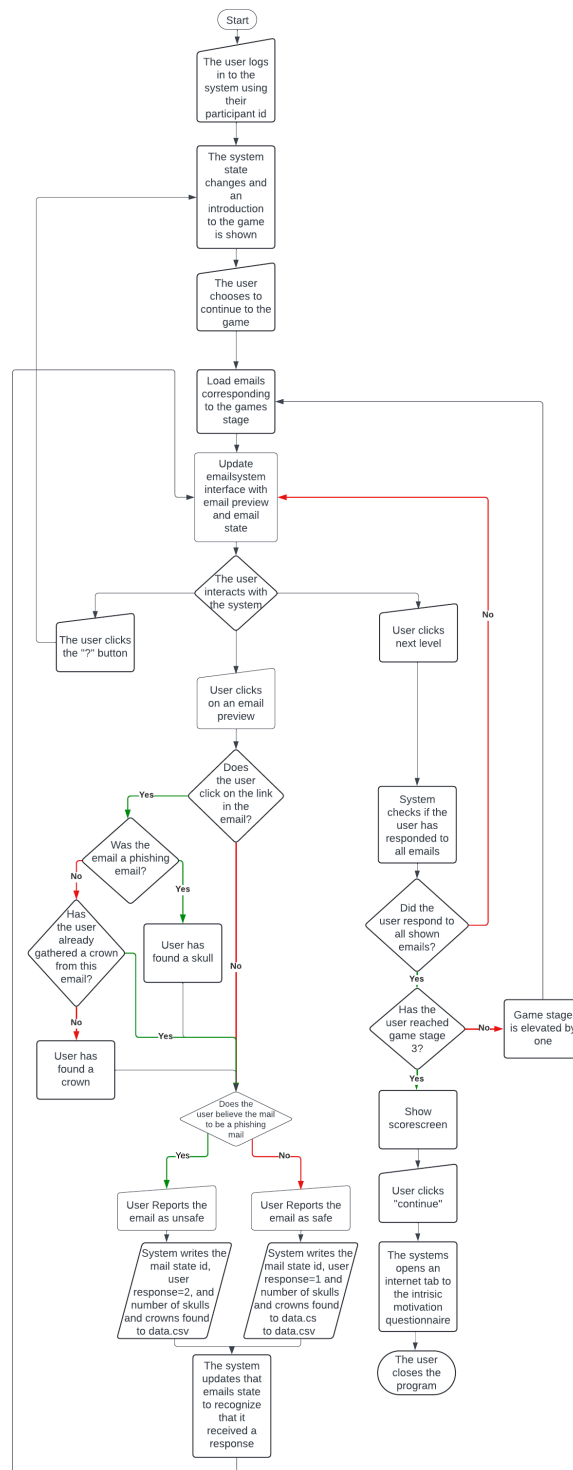 Start
The user logs
in to the
system using
their
participant id
The system
state
changes and
an
introduction
to the game
is shown
The user
chooses to
continue to the
game
Load emails
corresponding
to the games
stage
Update
emailsystem
interface with
email preview
and email
state
The user
interacts with
the system
The user clicks
the "?" button
User clicks
on an email
preview
User clicks
next level
No
Does
the user
click on the link
in the
email?
Yes
No
Was the
email a phishing
email?
No
Yes
Has
the user
already
gathered a crown
from this
email?
User has
found a skull
No
Yes
User has
found a
crown
System
checks if the
user has
responded to
all emails
Did the
user respond to
all shown
emails?
Yes
Has the
user reached
game stage
3?
No
Game stage
is elevated by
one
Yes
Show
scorescreen
User clicks
"continue"
The systems
opens an
internet tab to
the intrisic
motivation
questionnaire
The user
closes the
program
Does the
user believe the mail
to be a phishing
mail
Yes
No
User Reports the
email as unsafe
User Reports the
email as safe
System writes the
mail state id,
user
response=2, and
number of skulls
and crowns found
to data.csv
System writes the
mail state id, user
response=1 and
number of skulls
and crowns found
to data.cs
to data.csv
The system
updates that
emails state
to recognize
that it
received a
response